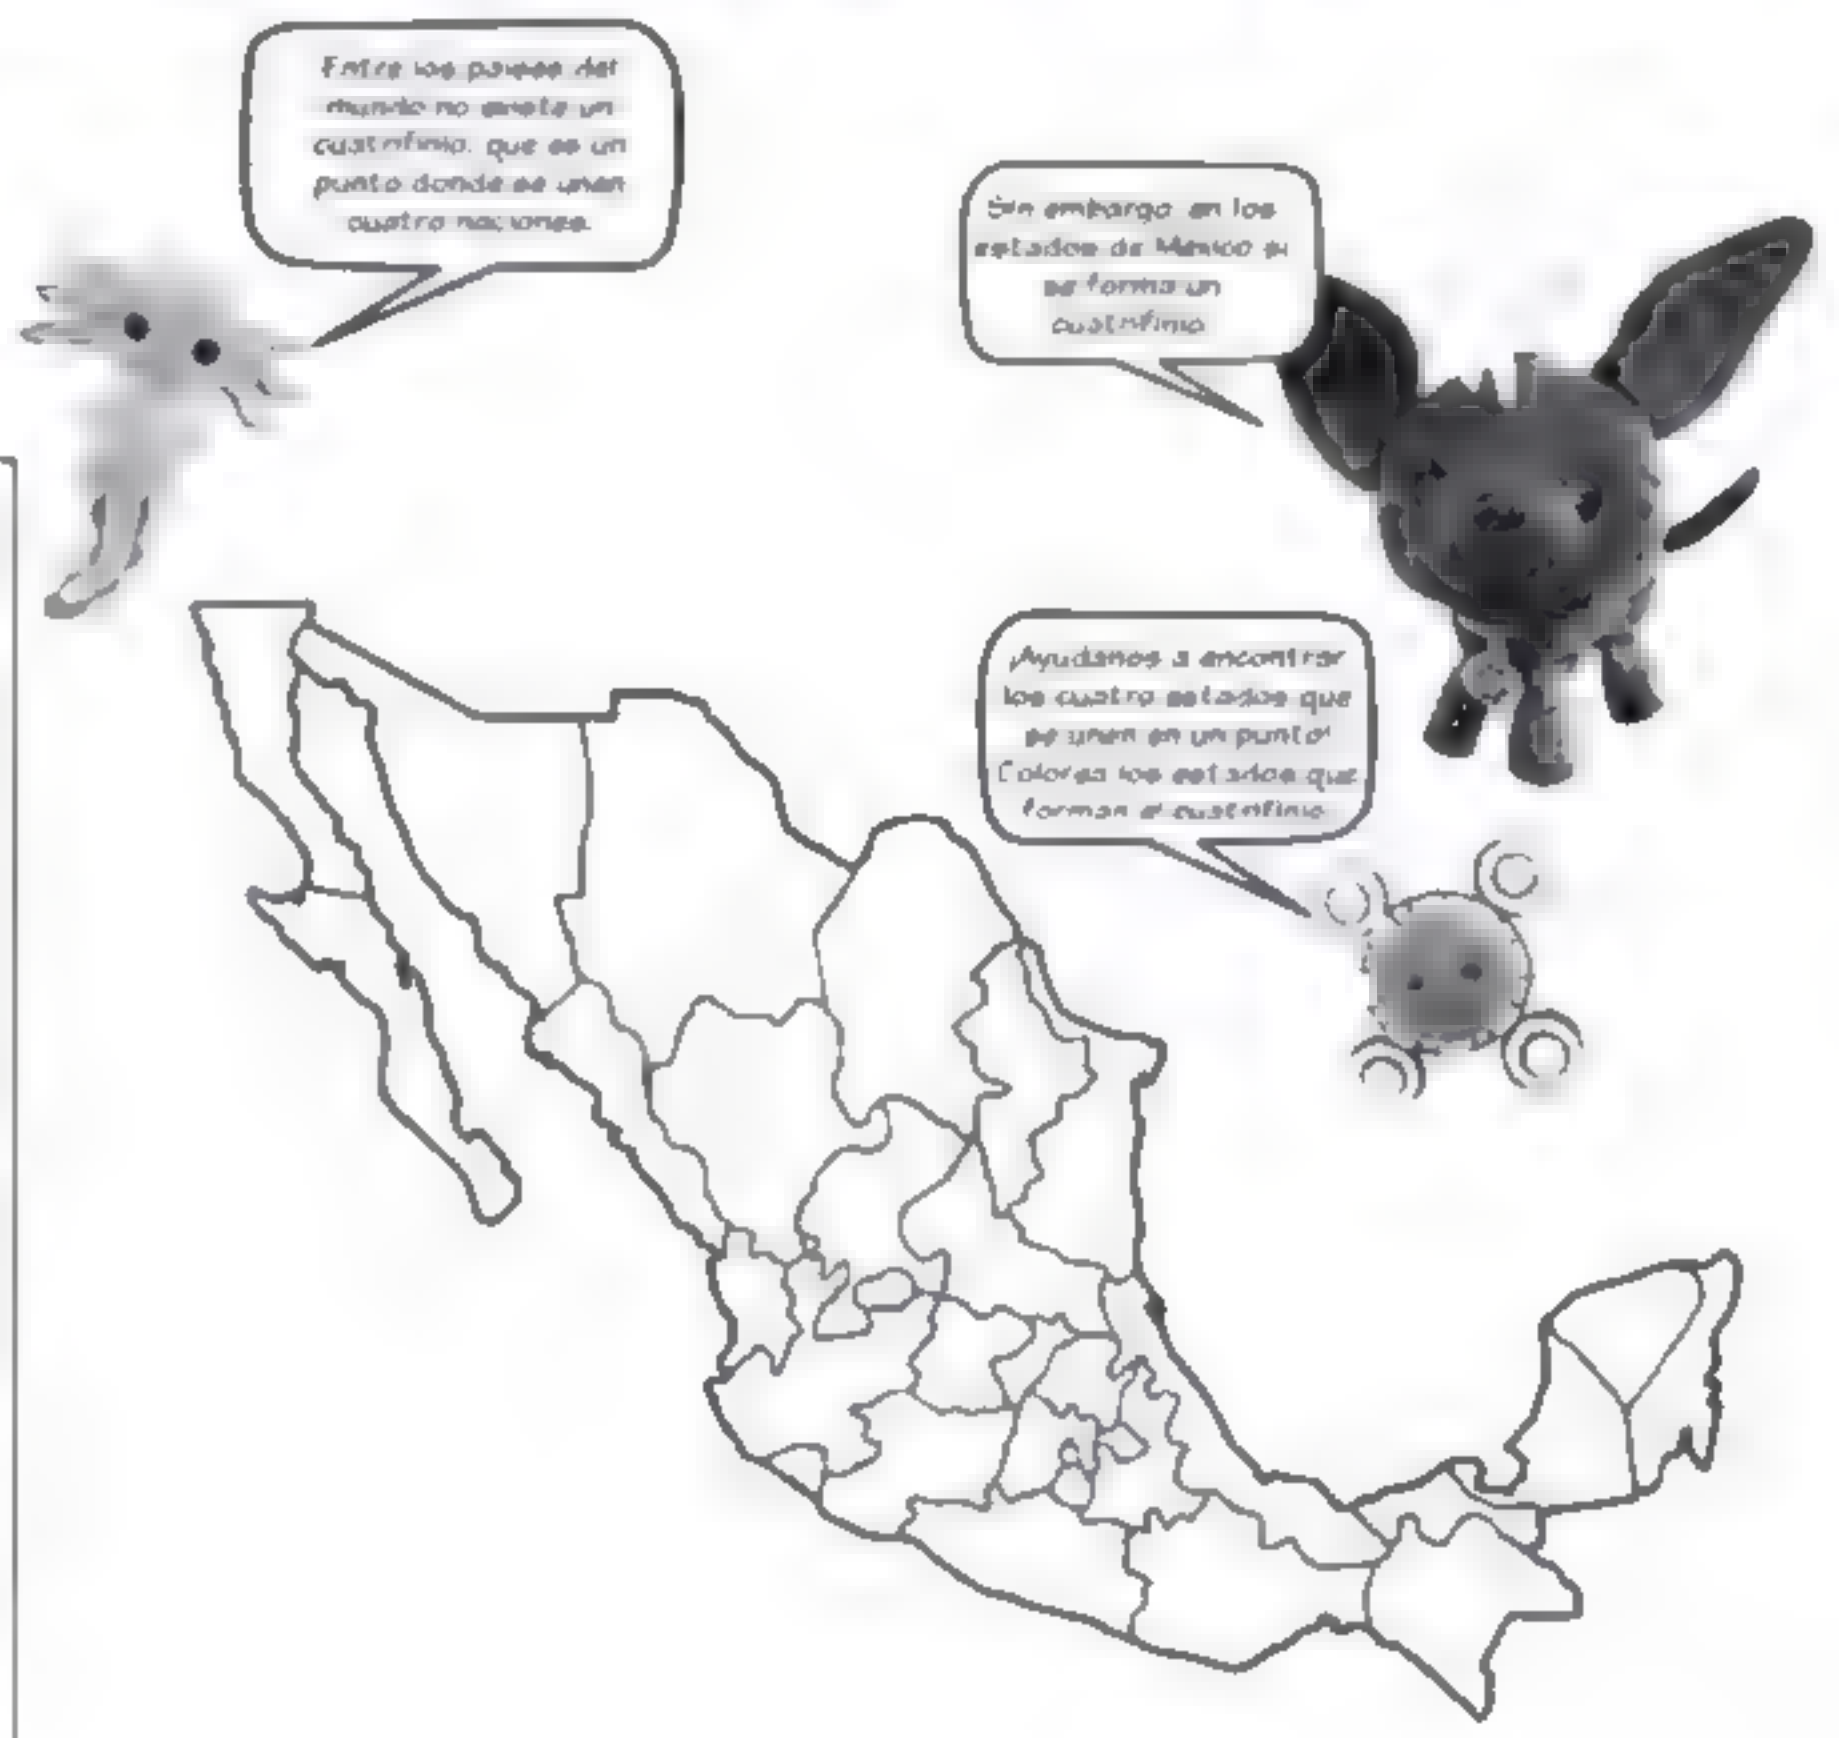 Entre los países del
mundo no existe un
cuatrifinio, que es un
punto donde se unen
cuatro naciones.
Sin embargo en los
estados de México si
se forma un
cuatrifinio
¡Ayudanos a encontrar
los cuatro estados que
se unen en un punto!
Colorea los estados que
forman el cuatrifinio